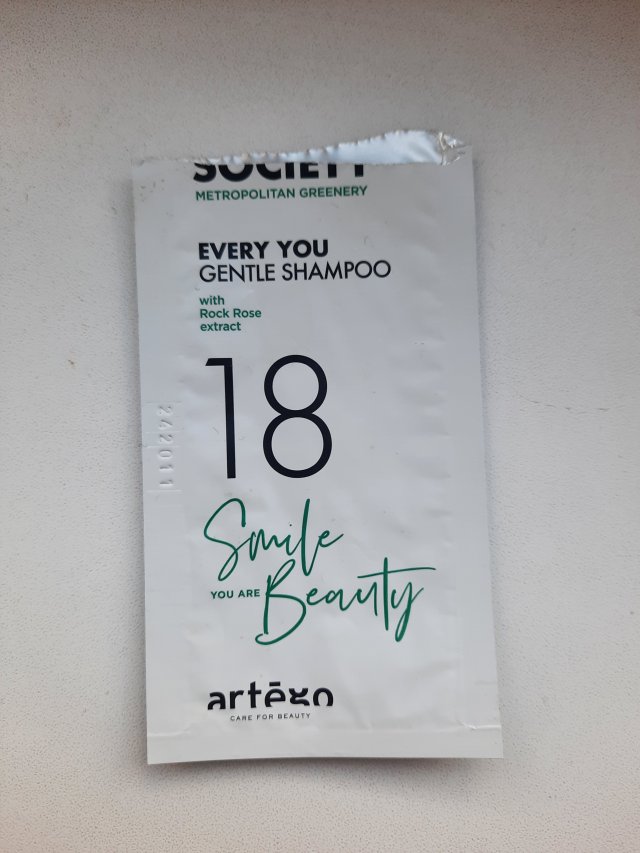 SOCIETY
METROPOLITAN GREENERY
EVERY YOU
GENTLE SHAMPOO
with
Rock Rose
extract
18
242011
Smile
YOU ARE Beauty
artēgo
CARE FOR BEAUTY